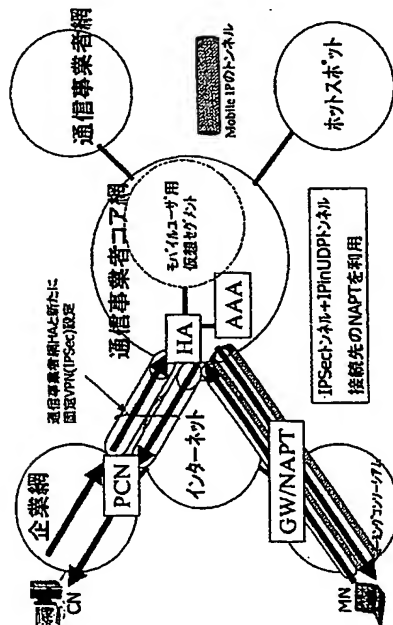 通信事業者網
Mobile IPのトンネル
ホットスポット
通信事業者コア網
モバイルユーザ用
仮想セグメント
HA
AAA
・IPSecトンネル+IPinUDPトンネル
接続先のNAPTを利用
通信事業者網HAと新たに
固定VPN(IPSec)設定
企業網
PCN
インターネット
GW/NAPT
CN
MN